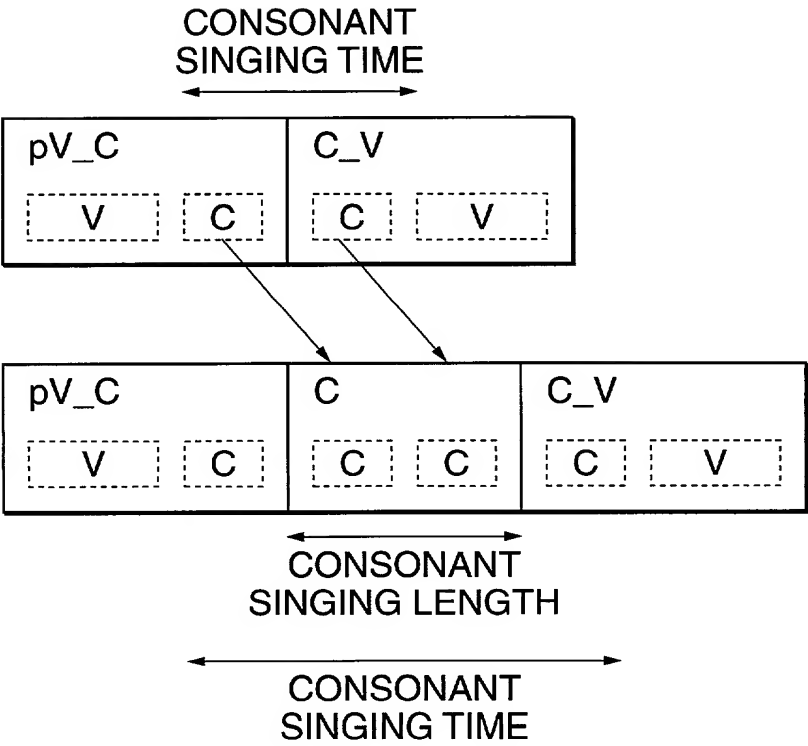 CONSONANT
SINGING TIME
pV_C C_V
V C C V
pV_C C C_V
V C C C C V
CONSONANT
SINGING LENGTH
CONSONANT
SINGING TIME